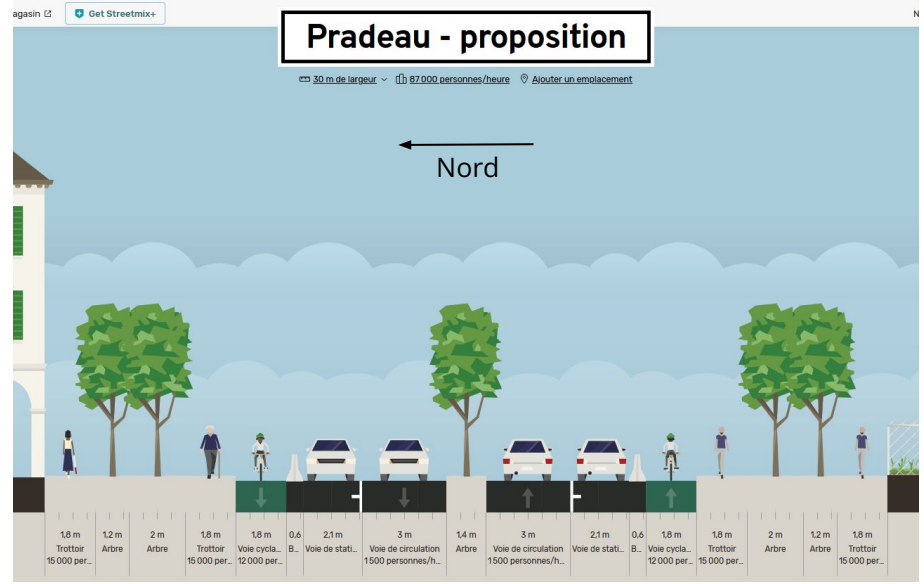 agasin
Get Streetmix+
N
Pradeau - proposition
30 m de largeur
87 000 personnes/heure
Ajouter un emplacement
Nord
1,8 m
Trottoir
15 000 per...
1,2 m
Arbre
2 m
Arbre
1,8 m
Trottoir
15 000 per...
1,8 m
Voie cycla...
12 000 per...
0,6
B...
2,1 m
Voie de stati...
3 m
Voie de circulation
1 500 personnes/h...
1,4 m
Arbre
3 m
Voie de circulation
1 500 personnes/h...
2,1 m
Voie de stati...
0,6
B...
1,8 m
Voie cycla...
12 000 per...
1,8 m
Trottoir
15 000 per...
2 m
Arbre
1,2 m
Arbre
1,8 m
Trottoir
15 000 per...